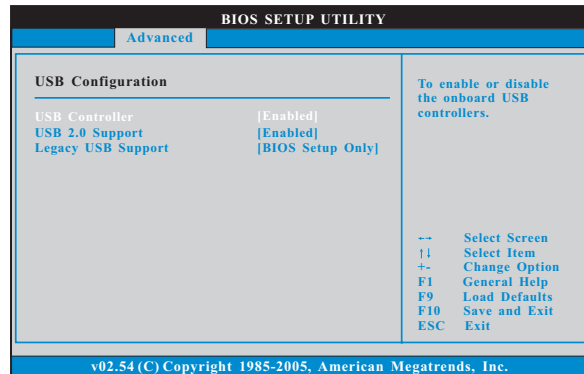 BIOS SETUP UTILITY
Advanced
USB Configuration
USB Controller [Enabled]
USB 2.0 Support [Enabled]
Legacy USB Support [BIOS Setup Only]
To enable or disable
the onboard USB
controllers.
←→ Select Screen
↑↓ Select Item
+- Change Option
F1 General Help
F9 Load Defaults
F10 Save and Exit
ESC Exit
v02.54 (C) Copyright 1985-2005, American Megatrends, Inc.